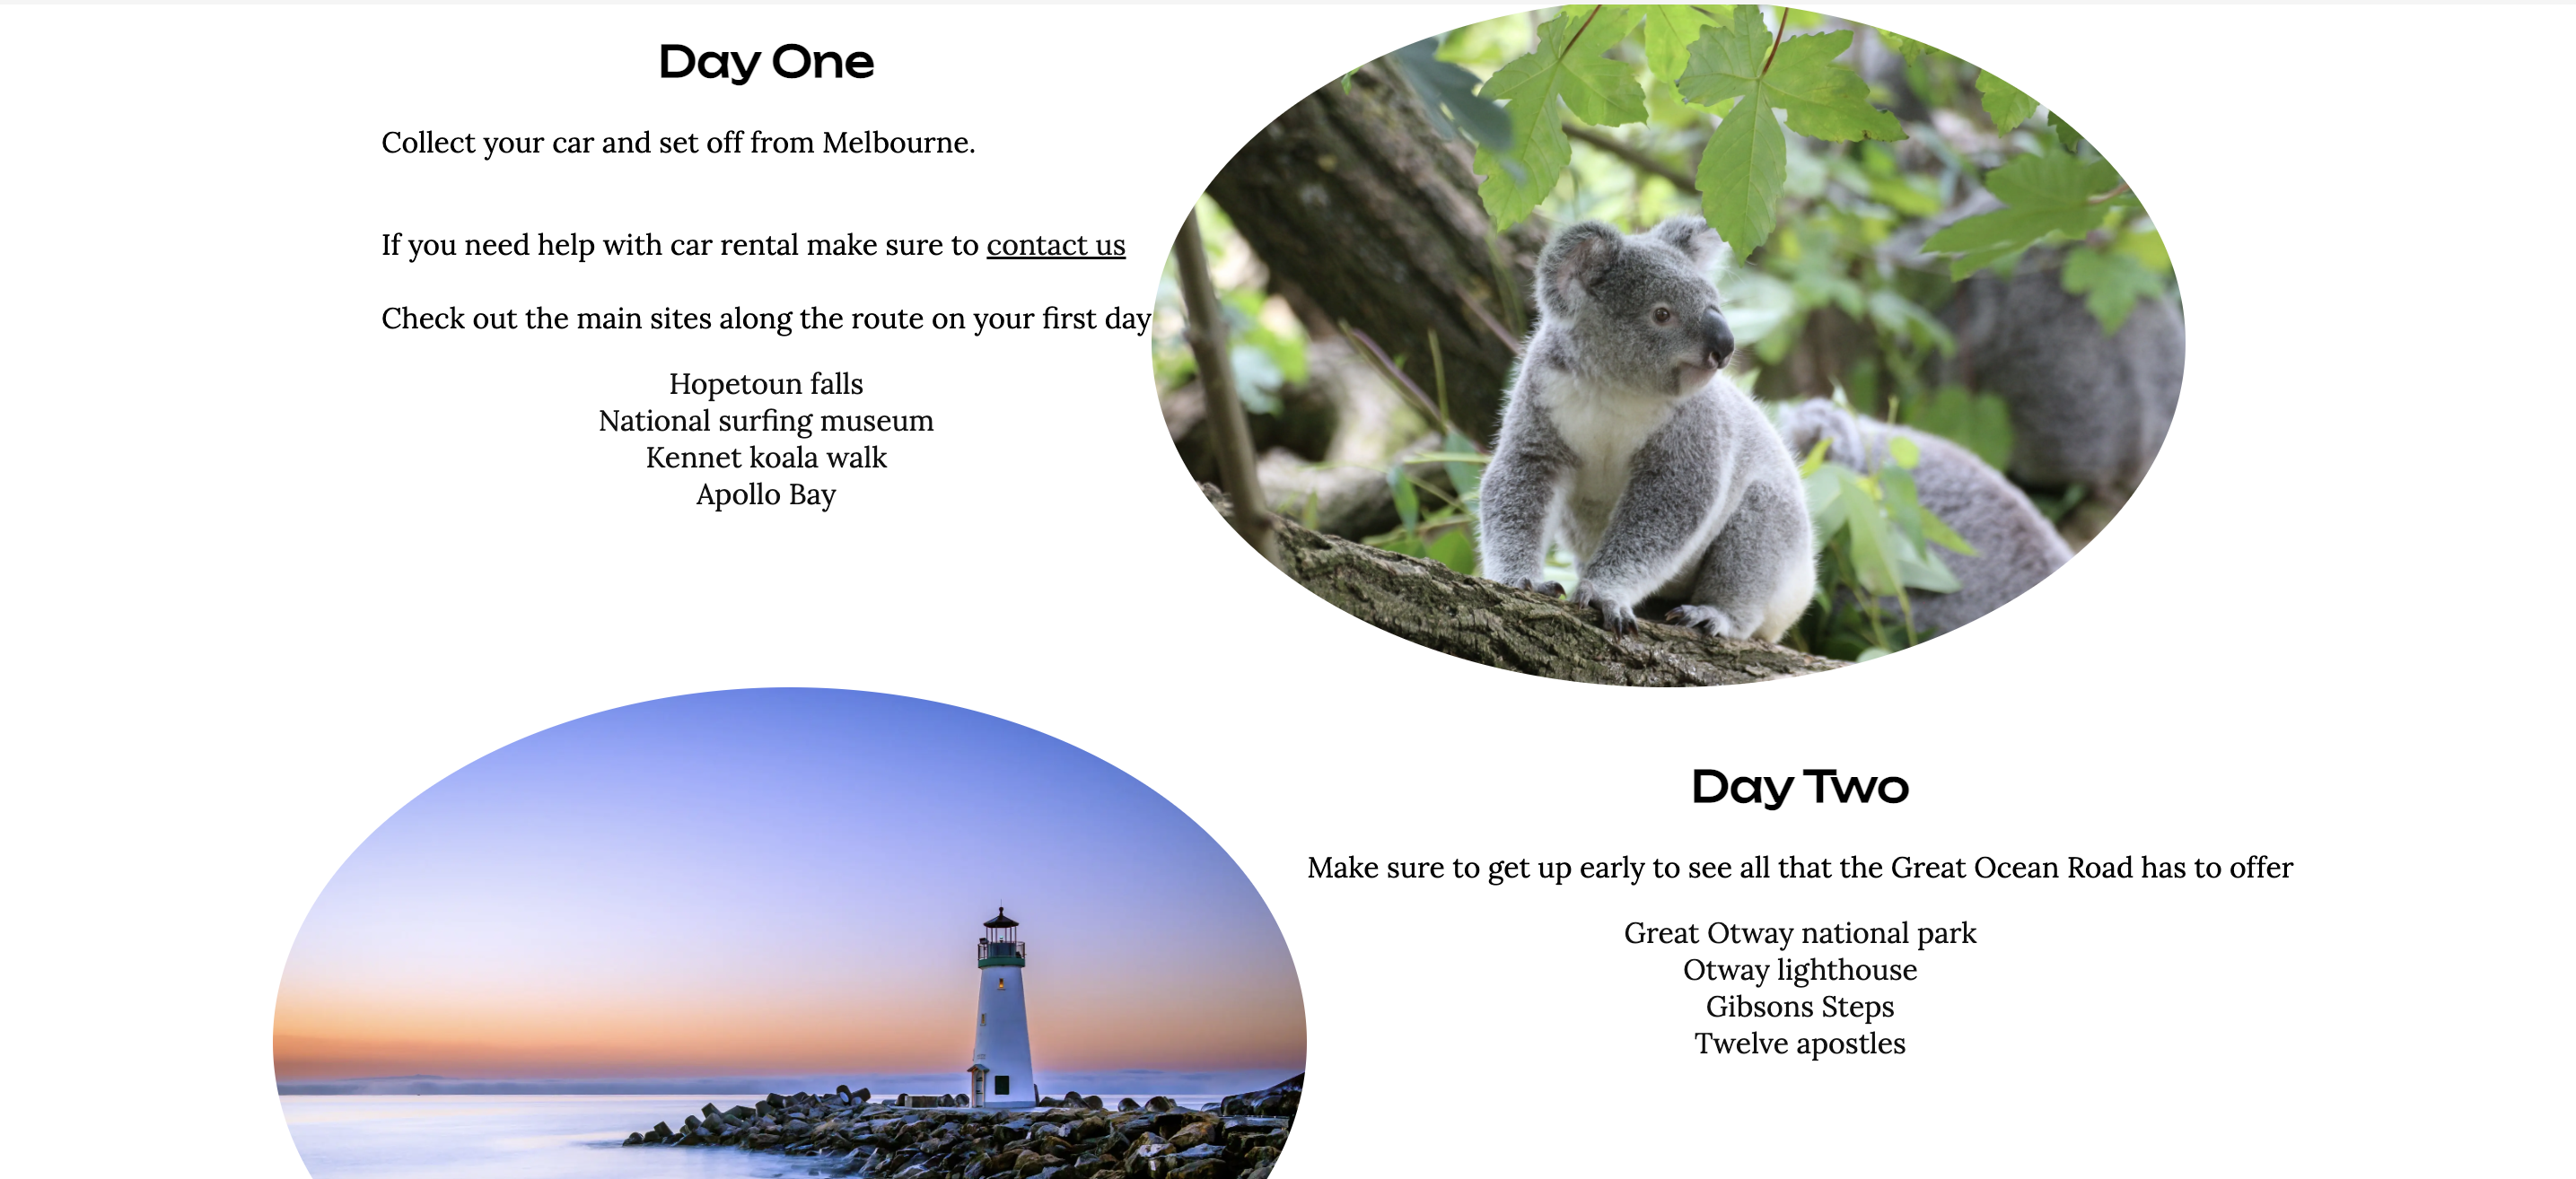 Day One
Collect your car and set off from Melbourne.
If you need help with car rental make sure to contact us
Check out the main sites along the route on your first day
Hopetoun falls
National surfing museum
Kennet koala walk
Apollo Bay
Day Two
Make sure to get up early to see all that the Great Ocean Road has to offer
Great Otway national park
Otway lighthouse
Gibsons Steps
Twelve apostles